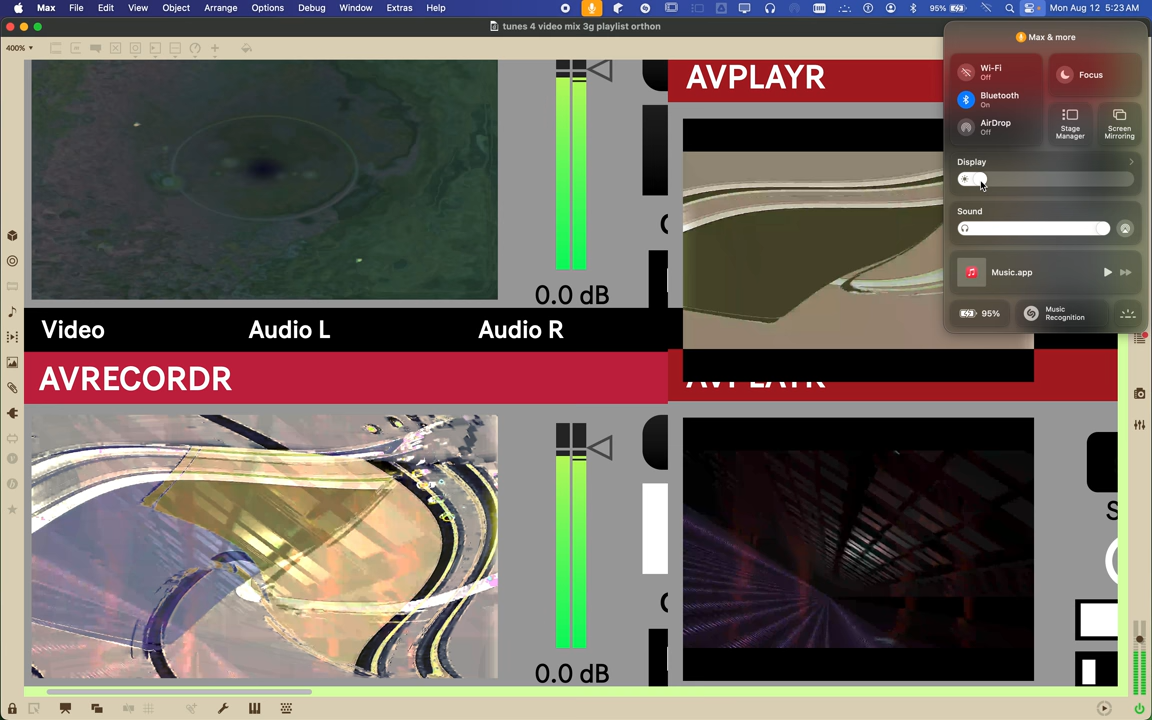 Max File Edit View Object Arrange Options Debug Window Extras Help 95% Mon Aug 12 5:23 AM
tunes 4 video mix 3g playlist orthon
400%
Max & more
Wi-Fi
Off
Focus
Bluetooth
On
AirDrop
Off
Stage
Manager
Screen
Mirroring
Display
Sound
Music.app
95%
Music
Recognition
AVPLAYR
0.0 dB
Video Audio L Audio R
AVRECORDR
AVPLAYR
0.0 dB